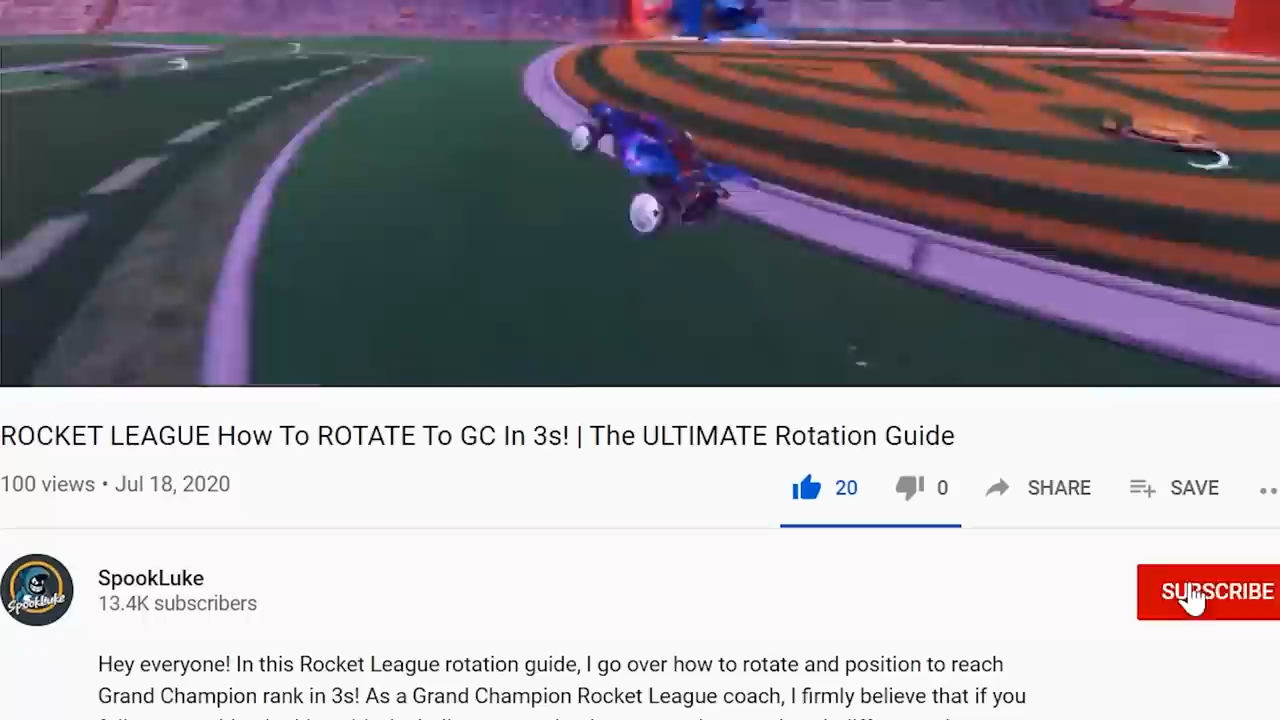 ROCKET LEAGUE How To ROTATE To GC In 3s! | The ULTIMATE Rotation Guide
100 views • Jul 18, 2020
20 0 SHARE SAVE
SpookLuke
SpookLuke
13.4K subscribers
SUBSCRIBE
Hey everyone! In this Rocket League rotation guide, I go over how to rotate and position to reach
Grand Champion rank in 3s! As a Grand Champion Rocket League coach, I firmly believe that if you